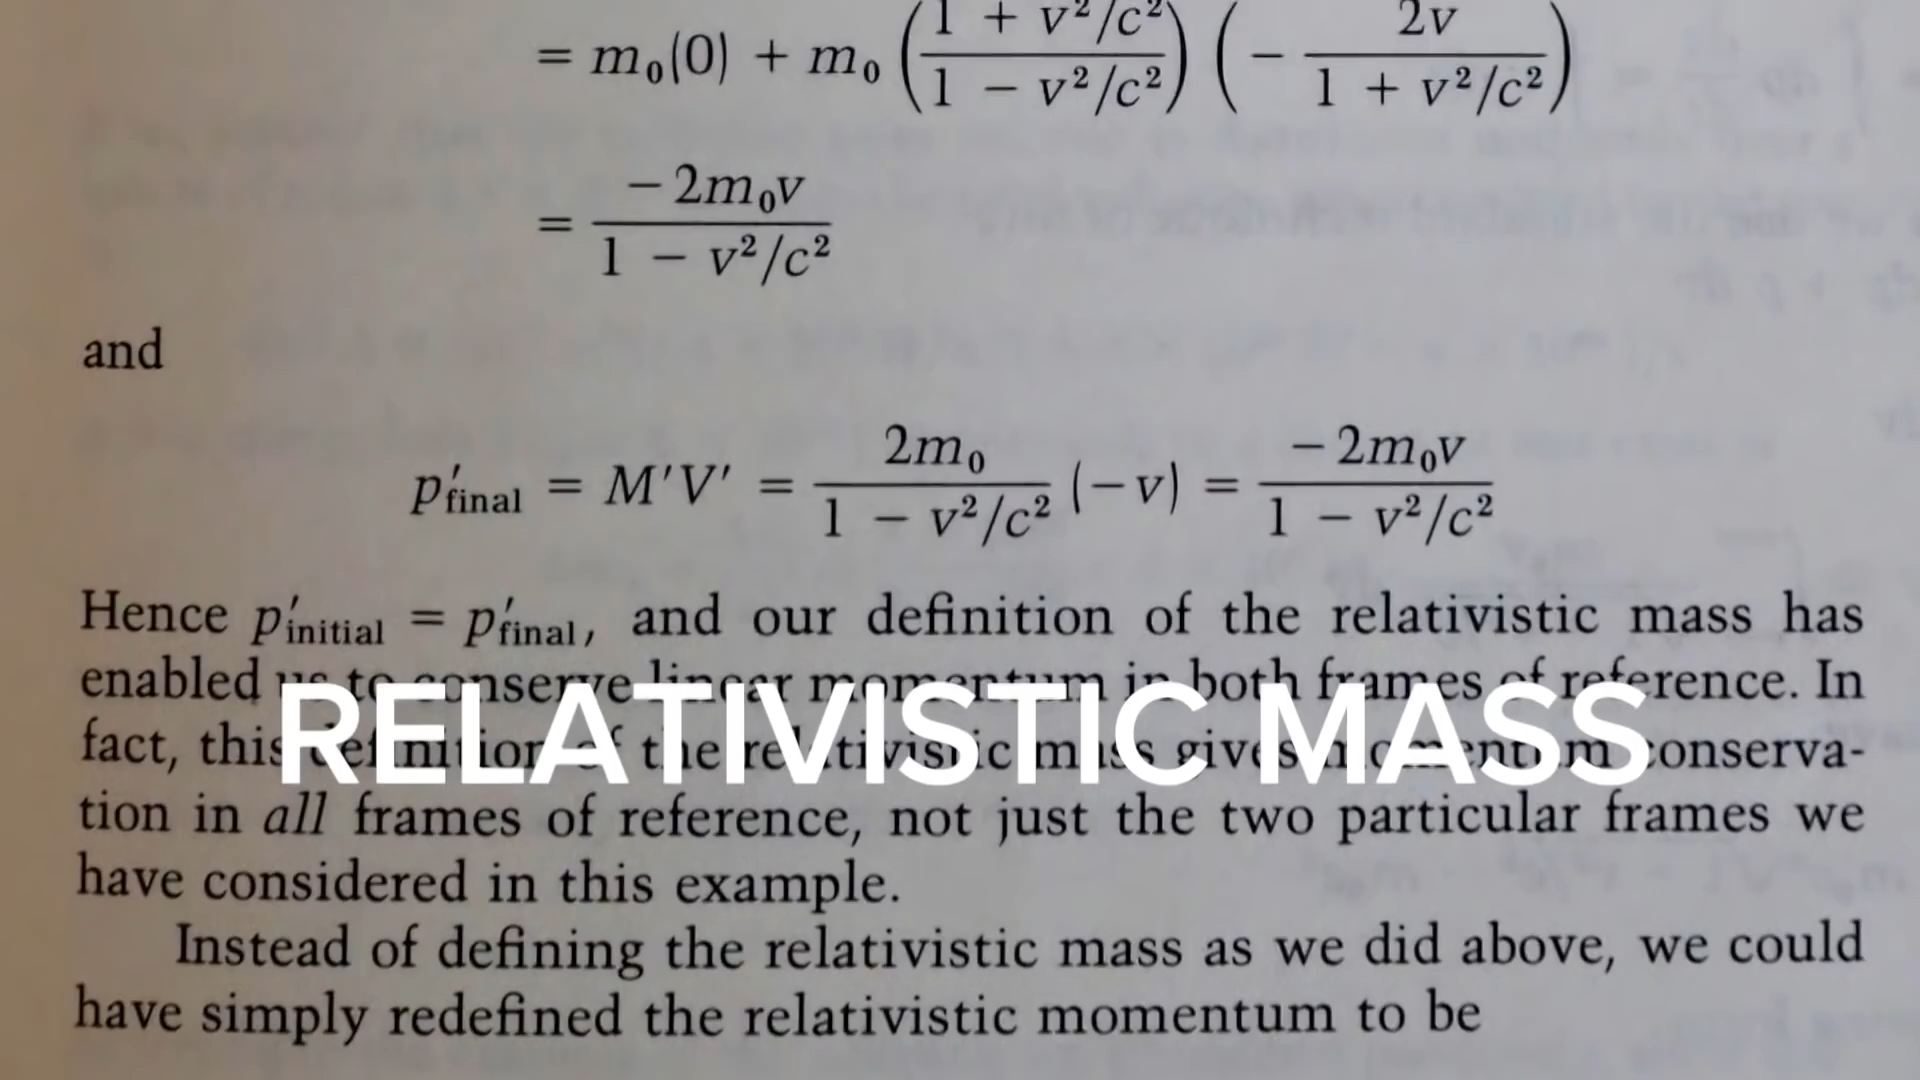 = m₀(0) + m₀ ((1 + v²/c²)/(1 − v²/c²)) (− 2v/(1 + v²/c²))
= −2m₀v/(1 − v²/c²)
and
p′final = M′V′ = 2m₀/(1 − v²/c²) (−v) = −2m₀v/(1 − v²/c²)
Hence p′initial = p′final, and our definition of the relativistic mass has
enabled us to conserve linear momentum in both frames of reference. In
RELATIVISTIC MASS
fact, this definition of the relativistic mass gives momentum conserva-
tion in all frames of reference, not just the two particular frames we
have considered in this example.
Instead of defining the relativistic mass as we did above, we could
have simply redefined the relativistic momentum to be